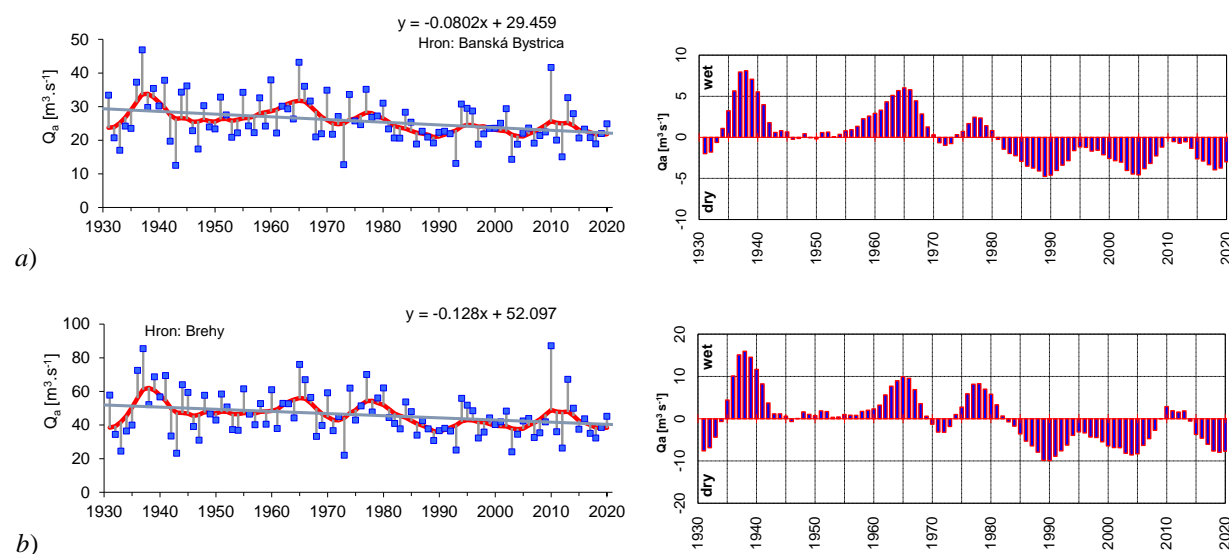 y = -0.0802x + 29.459
Hron: Banská Bystrica
Qa [m³. s⁻¹]
50
40
30
20
10
0
1930 1940 1950 1960 1970 1980 1990 2000 2010 2020
a)
Qa [m³ s⁻¹]
wet
dry
10
5
0
-5
-10
1930 1940 1950 1960 1970 1980 1990 2000 2010 2020
y = -0.128x + 52.097
Hron: Brehy
Qa [m³.s⁻¹]
100
80
60
40
20
0
1930 1940 1950 1960 1970 1980 1990 2000 2010 2020
b)
Qa [m³ s⁻¹]
wet
dry
20
10
0
-10
-20
1930 1940 1950 1960 1970 1980 1990 2000 2010 2020